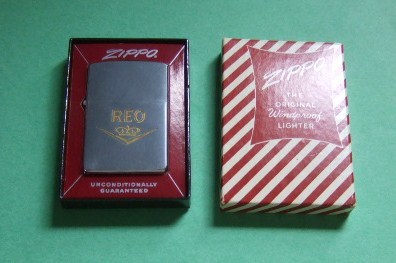 ZIPPO
REO
UNCONDITIONALLY
GUARANTEED
ZIPPO
THE
ORIGINAL
Windproof
LIGHTER